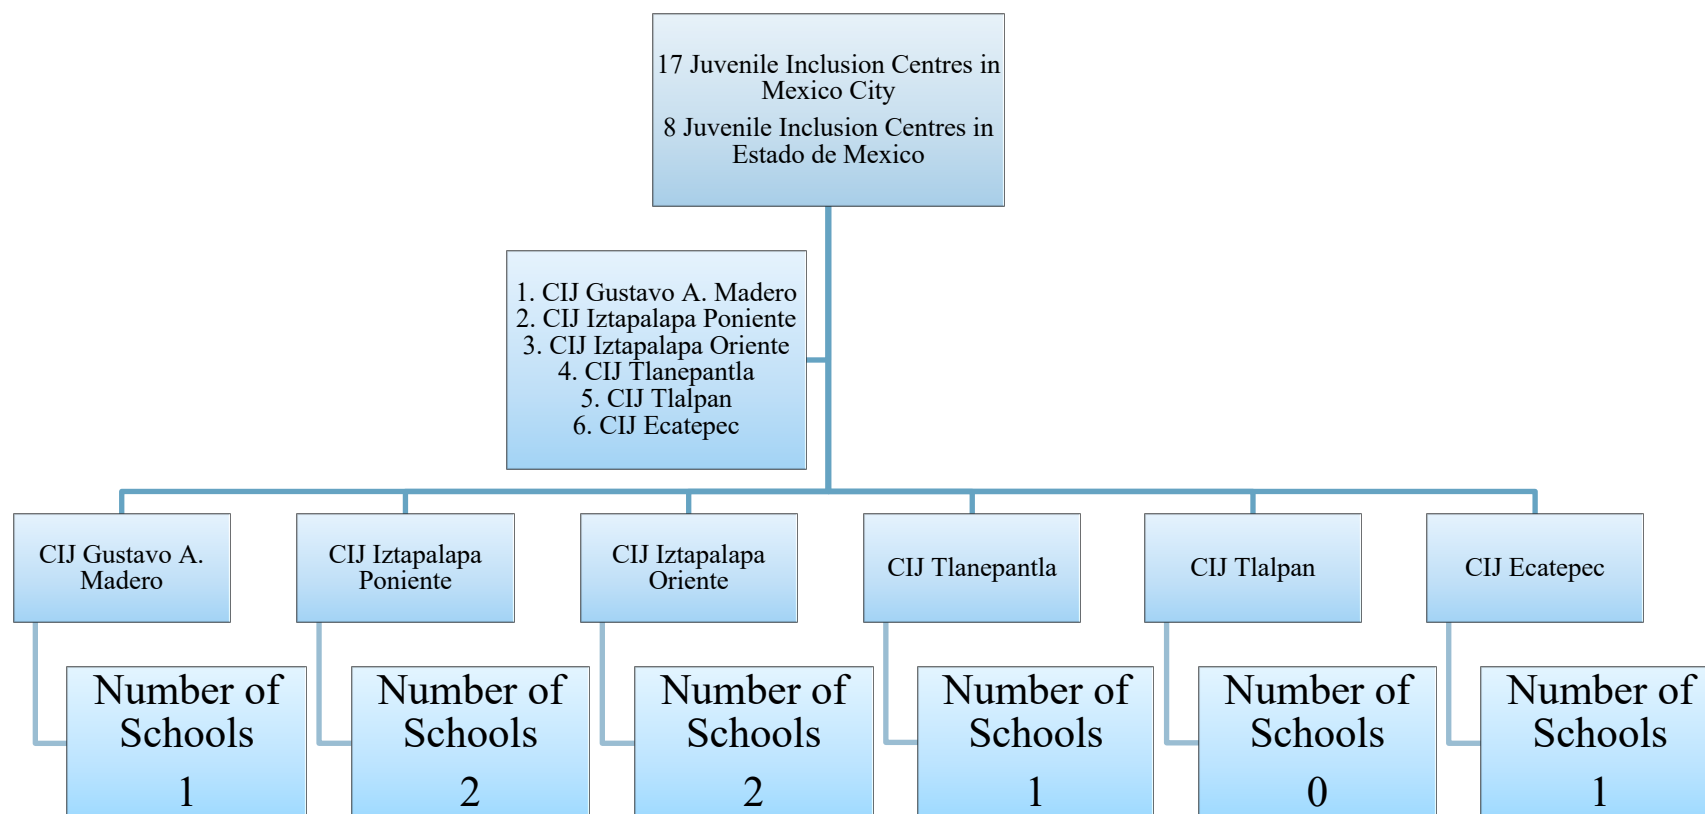 17 Juvenile Inclusion Centres in
Mexico City
8 Juvenile Inclusion Centres in
Estado de Mexico
1. CIJ Gustavo A. Madero
2. CIJ Iztapalapa Poniente
3. CIJ Iztapalapa Oriente
4. CIJ Tlanepantla
5. CIJ Tlalpan
6. CIJ Ecatepec
CIJ Gustavo A.
Madero
CIJ Iztapalapa
Poniente
CIJ Iztapalapa
Oriente
CIJ Tlanepantla
CIJ Tlalpan
CIJ Ecatepec
Number of
Schools
1
Number of
Schools
2
Number of
Schools
2
Number of
Schools
1
Number of
Schools
0
Number of
Schools
1